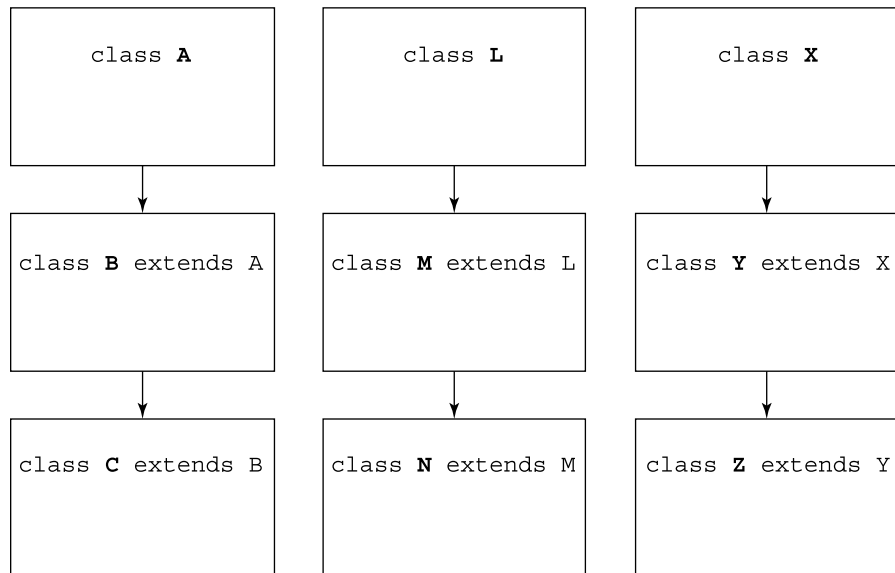 class A
class L
class X
class B extends A
class M extends L
class Y extends X
class C extends B
class N extends M
class Z extends Y